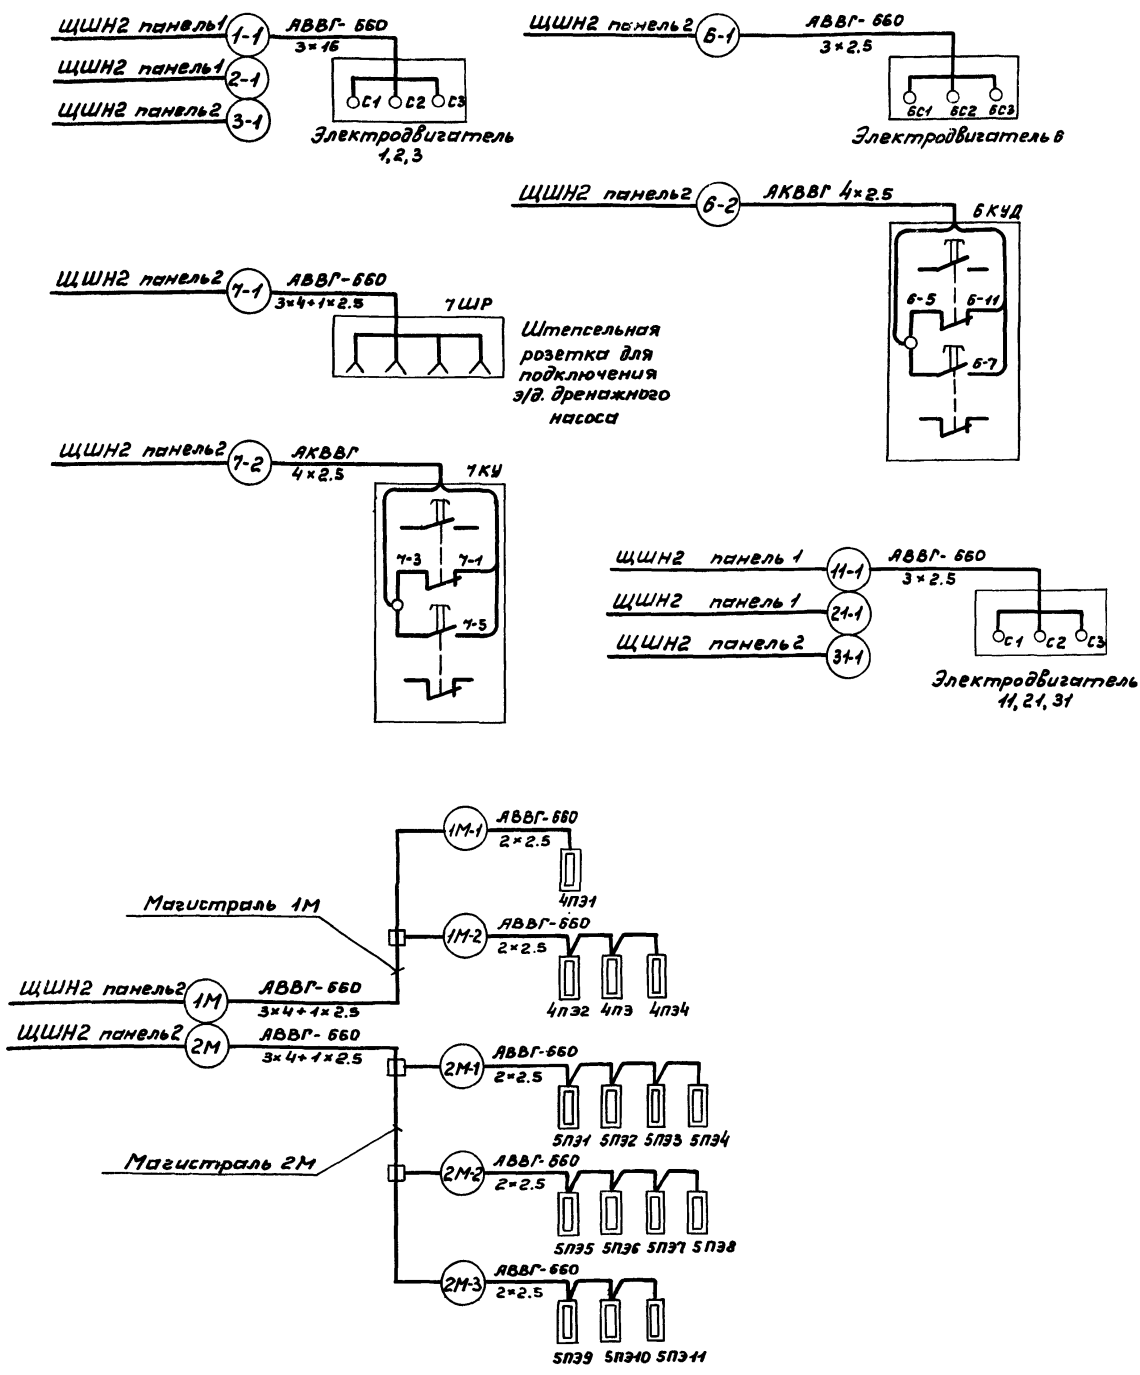 ЩШН2 панель1 1-1 АВВГ-660
3×16
ЩШН2 панель1 2-1
ЩШН2 панель2 3-1
С1 С2 С3
Электродвигатель
1,2,3
ЩШН2 панель2 6-1 АВВГ-660
3×2.5
6С1 6С2 6С3
Электродвигатель 6
ЩШН2 панель2 6-2 АКВВГ 4×2.5
6КУД
6-5 6-11
6-7
ЩШН2 панель2 7-1 АВВГ-660
3×4+1×2.5
7ШР
Штепсельная
розетка для
подключения
э/д. дренажного
насоса
ЩШН2 панель2 7-2 АКВВГ
4×2.5
7КУ
7-3 7-1
7-5
ЩШН2 панель 1 11-1 АВВГ-660
3×2.5
ЩШН2 панель 1 21-1
ЩШН2 панель 2 31-1
С1 С2 С3
Электродвигатель
11, 21, 31
1М-1 АВВГ-660
2×2.5
4ПЭ1
Магистраль 1М
1М-2 АВВГ-660
2×2.5
4ПЭ2 4ПЭ 4ПЭ4
ЩШН2 панель2 1М АВВГ-660
3×4+1×2.5
ЩШН2 панель2 2М АВВГ-660
3×4+1×2.5
2М-1 АВВГ-660
2×2.5
5ПЭ1 5ПЭ2 5ПЭ3 5ПЭ4
Магистраль 2М
2М-2 АВВГ-660
2×2.5
5ПЭ5 5ПЭ6 5ПЭ7 5ПЭ8
2М-3 АВВГ-660
2×2.5
5ПЭ9 5ПЭ10 5ПЭ11